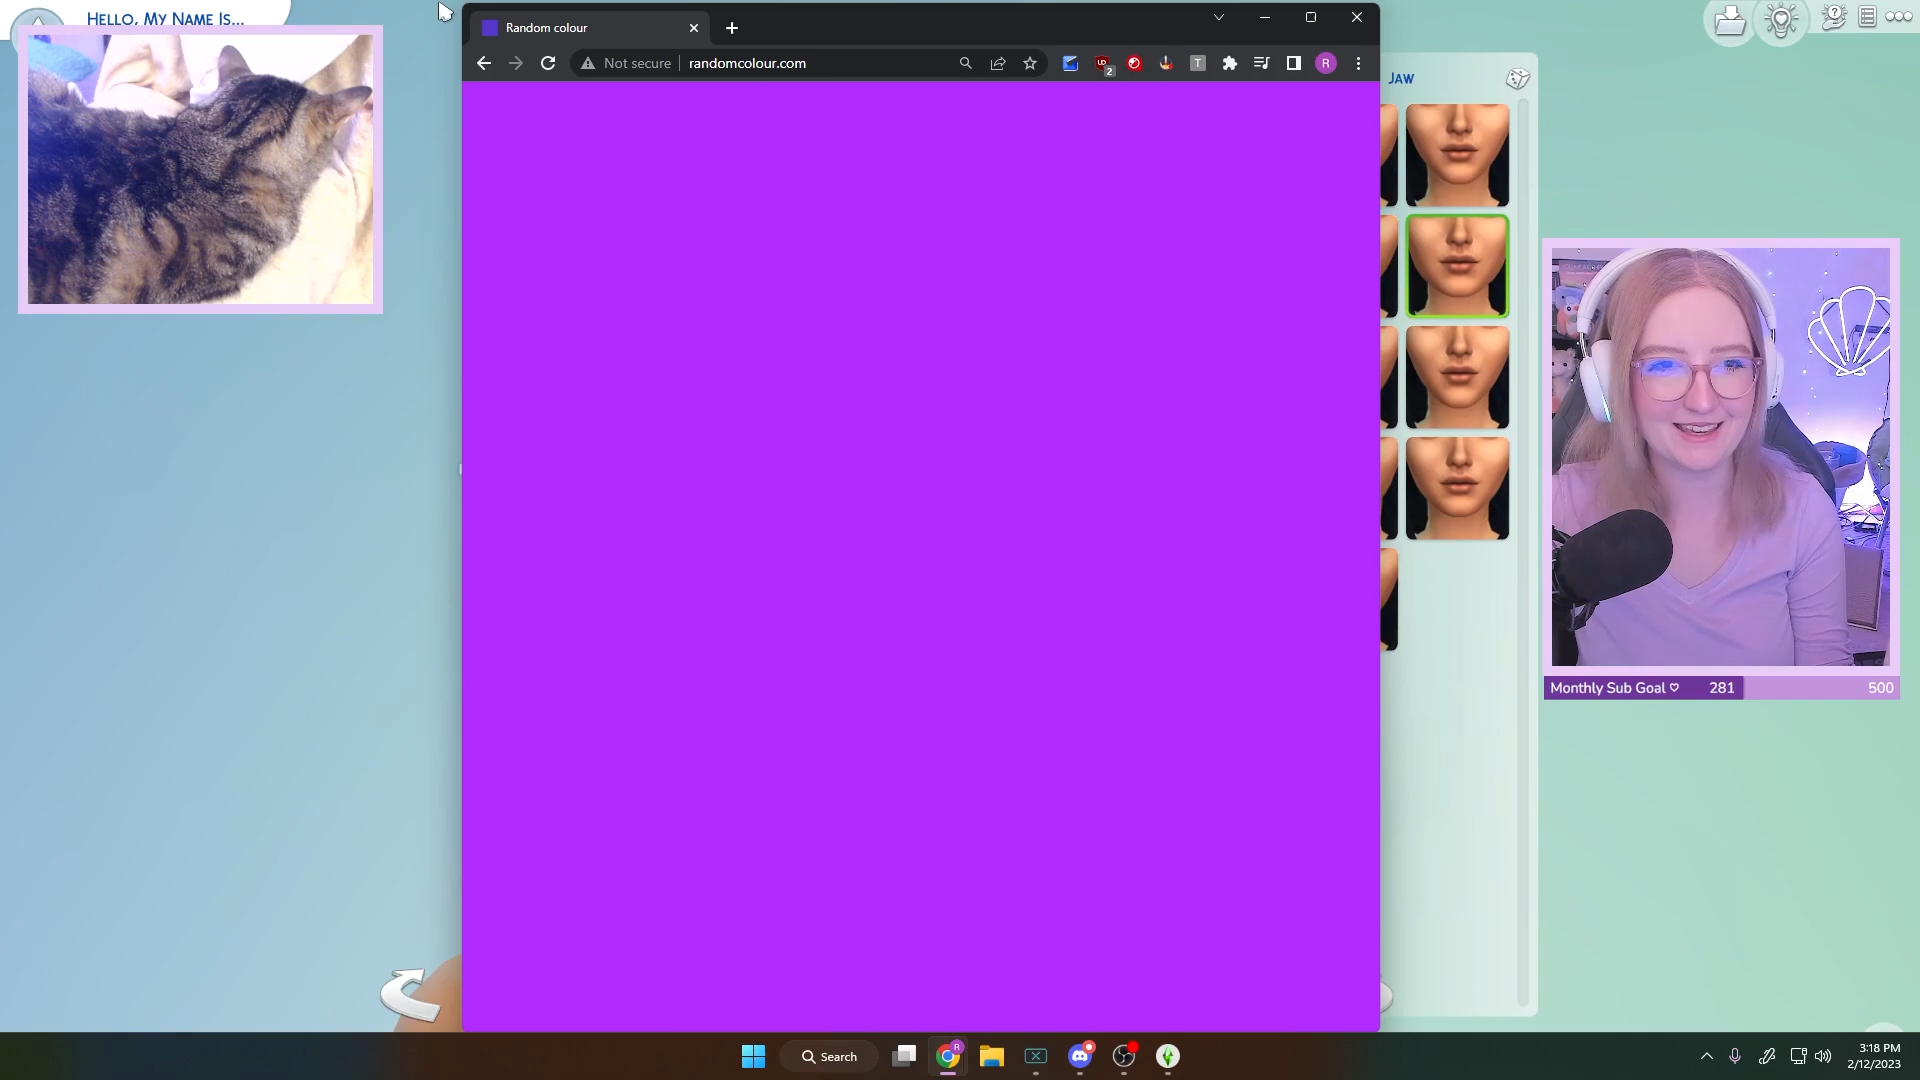 Hello, My Name Is...
Random colour
Not secure
randomcolour.com
2
T
R
Jaw
Monthly Sub Goal ♡ 281 500
Search
R
3:18 PM
2/12/2023